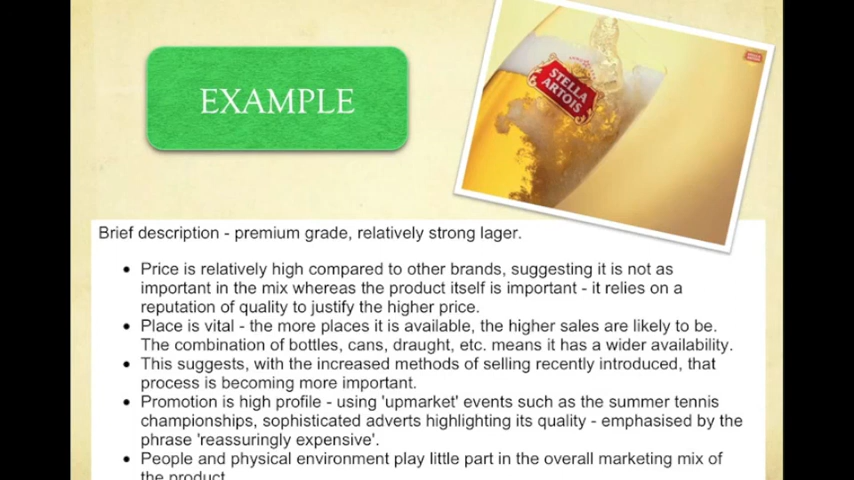 EXAMPLE
STELLA
ARTOIS
Brief description - premium grade, relatively strong lager.
• Price is relatively high compared to other brands, suggesting it is not as
important in the mix whereas the product itself is important - it relies on a
reputation of quality to justify the higher price.
• Place is vital - the more places it is available, the higher sales are likely to be.
The combination of bottles, cans, draught, etc. means it has a wider availability.
• This suggests, with the increased methods of selling recently introduced, that
process is becoming more important.
• Promotion is high profile - using 'upmarket' events such as the summer tennis
championships, sophisticated adverts highlighting its quality - emphasised by the
phrase 'reassuringly expensive'.
• People and physical environment play little part in the overall marketing mix of
the product